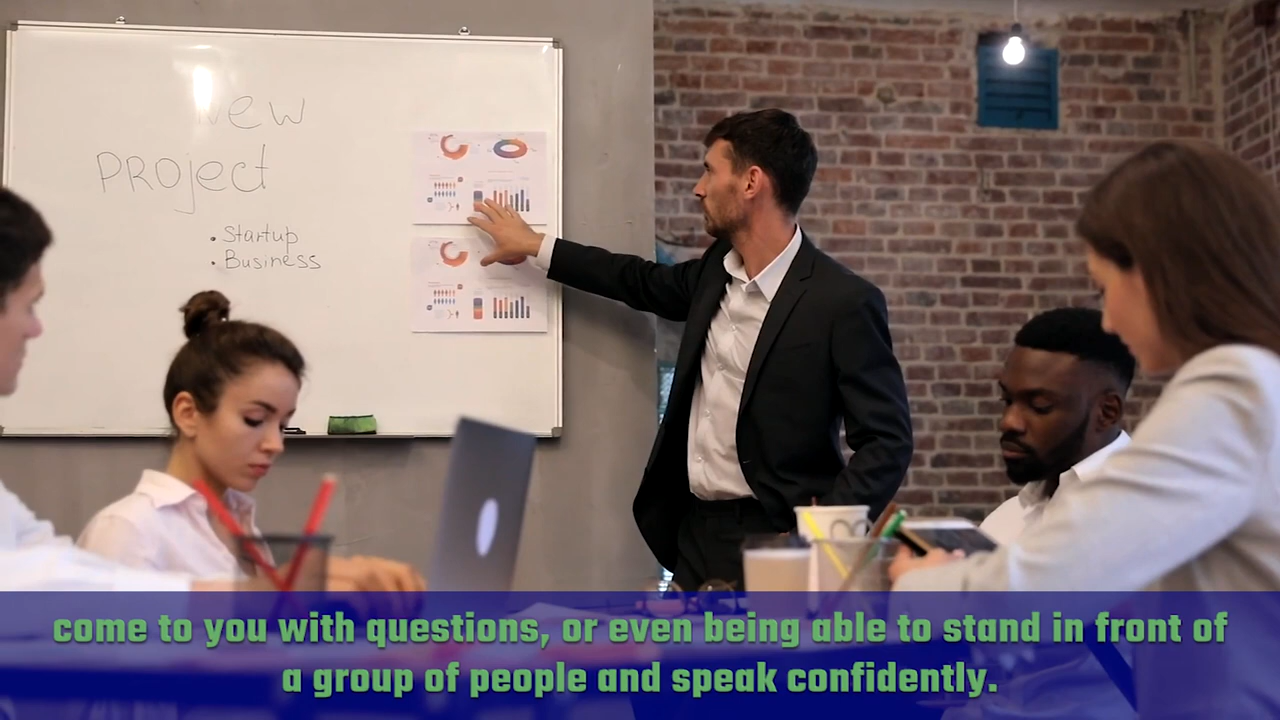 New
PROject
• Startup
• Business
come to you with questions, or even being able to stand in front of
a group of people and speak confidently.